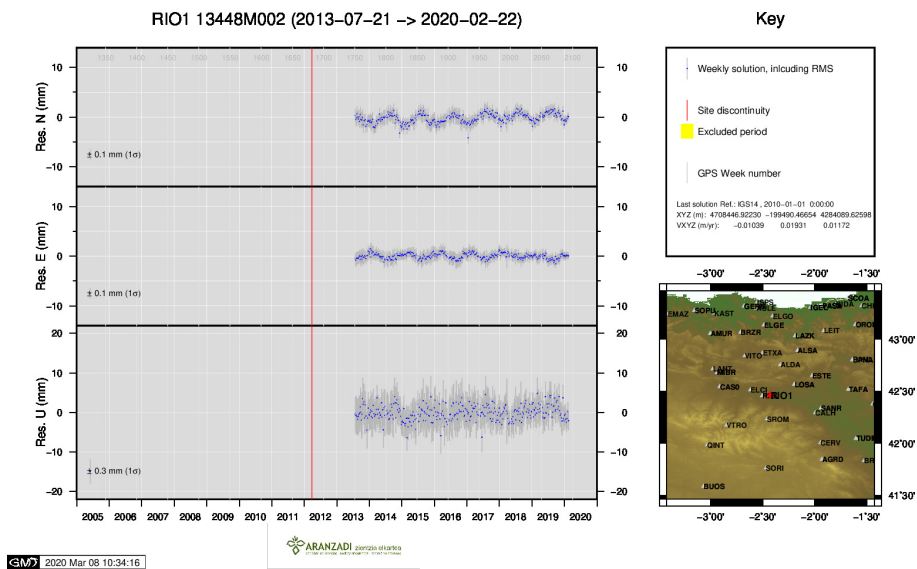 RIO1 13448M002 (2013−07−21 −> 2020−02−22)
1350 1400 1450 1500 1550 1600 1650 1700 1750 1800 1850 1900 1950 2000 2050 2100
Res. N (mm)
10
0
−10
10
0
−10
± 0.1 mm (1σ)
Res. E (mm)
10
0
−10
10
0
−10
± 0.1 mm (1σ)
Res. U (mm)
20
10
0
−10
−20
20
10
0
−10
−20
± 0.3 mm (1σ)
2005 2006 2007 2008 2009 2010 2011 2012 2013 2014 2015 2016 2017 2018 2019 2020
Key
Weekly solution, inlcuding RMS
Site discontinuity
Excluded period
GPS Week number
Last solution Ref.: IGS14 , 2010−01−01 0:00:00
XYZ (m): 4708446.92230 −199490.46654 4284089.62598
VXYZ (m/yr): −0.01039 0.01931 0.01172
−3˚00' −2˚30' −2˚00' −1˚30'
SCOA
SOPU KAST
EMAZ
ELGO
AMUR BRZR ELGE LEIT
LAZK
VITO ETXA ALSA
ALDA
LANT
ESTE
CAS0 ELCI LOSA TAFA
RIO1
SANR
CALH
SROM
VTRO
QINT CERV
AGRD
SORI
BUOS
43˚00'
42˚30'
42˚00'
41˚30'
−3˚00' −2˚30' −2˚00' −1˚30'
ARANZADI zientzia elkartea
GMT 2020 Mar 08 10:34:16